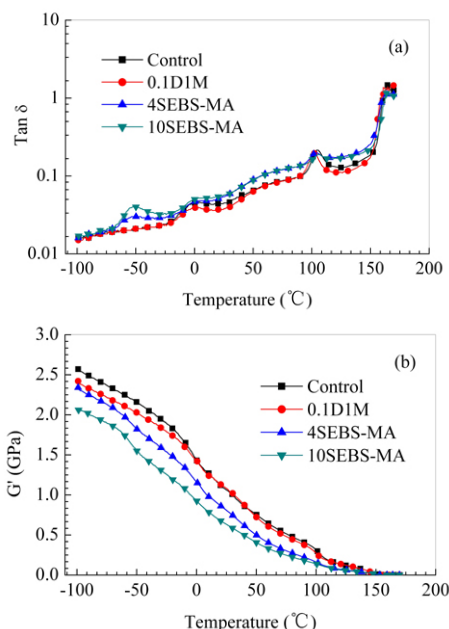 (a)
Control
0.1D1M
4SEBS-MA
10SEBS-MA
Tan δ
10
1
0.1
0.01
-100 -50 0 50 100 150 200
Temperature (℃)
(b)
Control
0.1D1M
4SEBS-MA
10SEBS-MA
G' (GPa)
3.0
2.5
2.0
1.5
1.0
0.5
0.0
-100 -50 0 50 100 150 200
Temperature (℃)